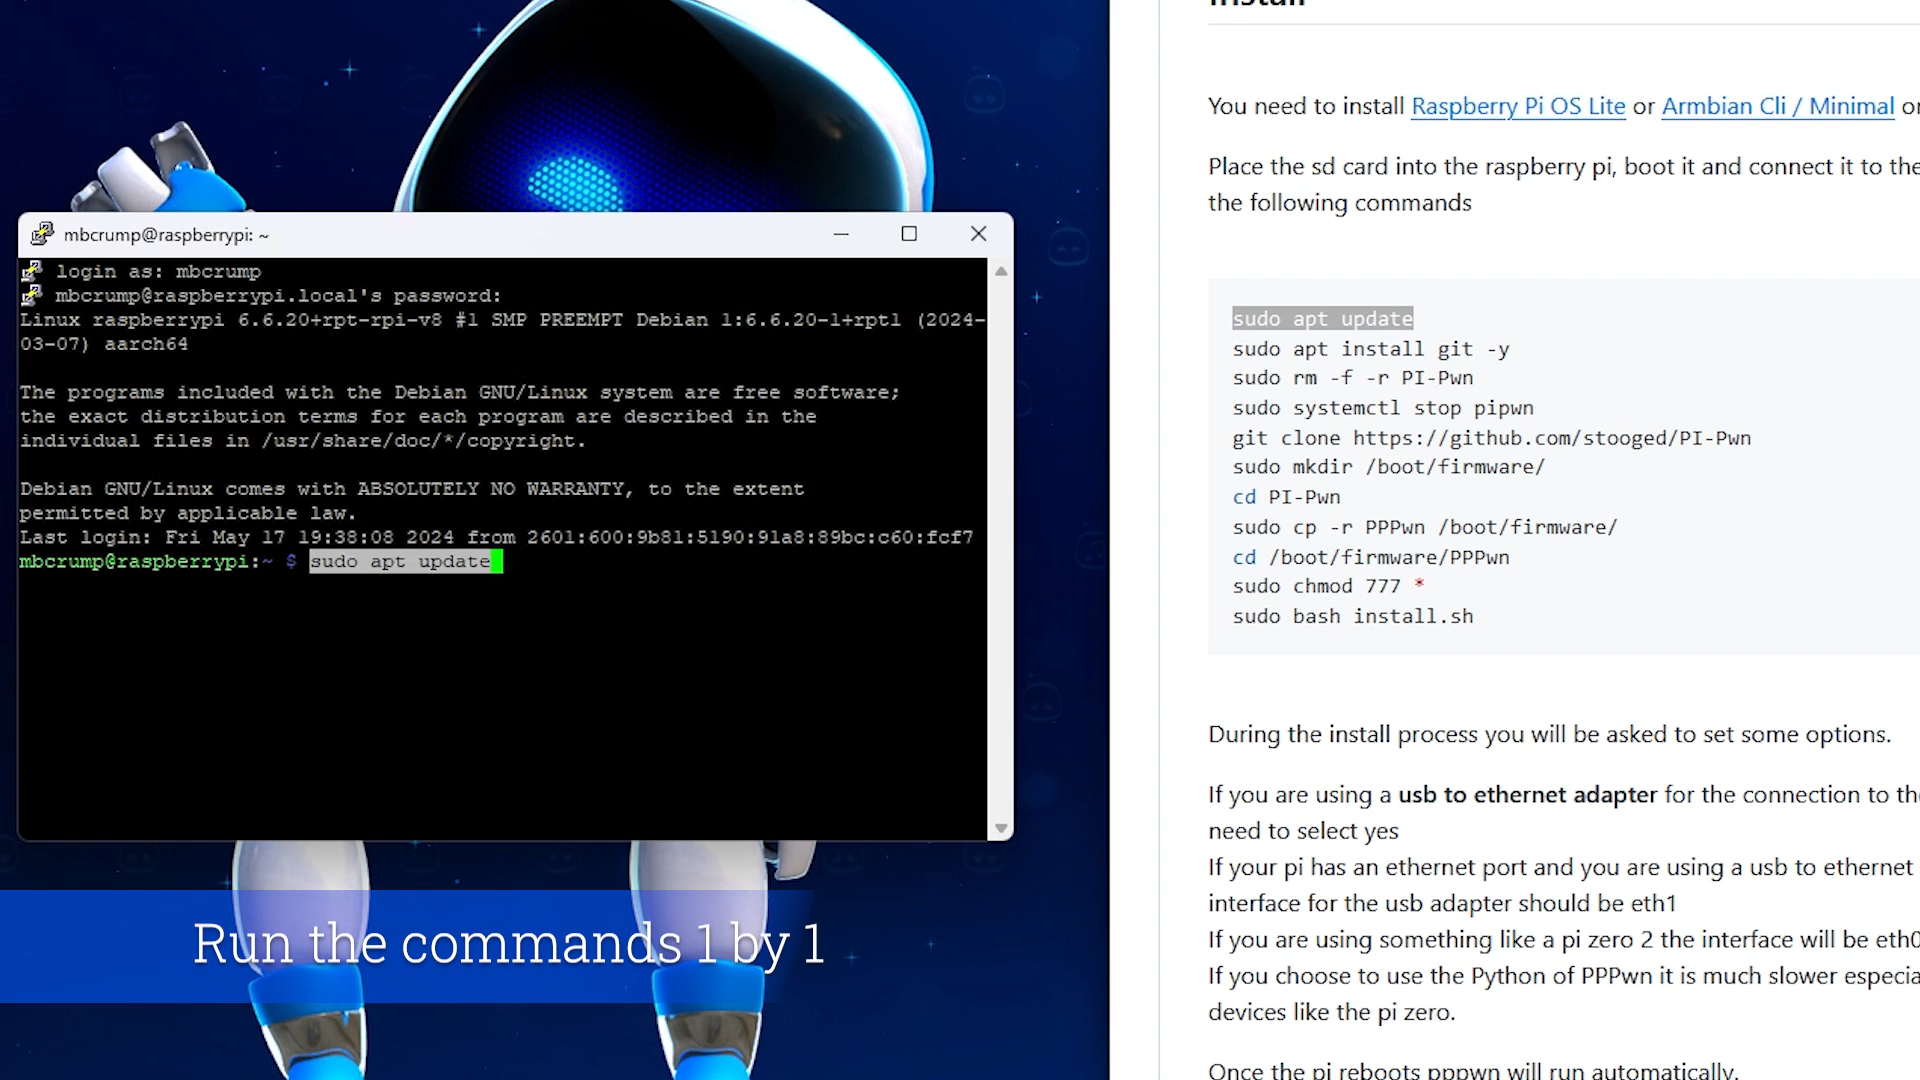 mbcrump@raspberrypi: ~
login as: mbcrump
mbcrump@raspberrypi.local's password:
Linux raspberrypi 6.6.20+rpt-rpi-v8 #1 SMP PREEMPT Debian 1:6.6.20-1+rpt1 (2024-
03-07) aarch64
The programs included with the Debian GNU/Linux system are free software;
the exact distribution terms for each program are described in the
individual files in /usr/share/doc/*/copyright.
Debian GNU/Linux comes with ABSOLUTELY NO WARRANTY, to the extent
permitted by applicable law.
Last login: Fri May 17 19:38:08 2024 from 2601:600:9b81:5190:91a8:89bc:c60:fcf7
mbcrump@raspberrypi:~ $ sudo apt update
Run the commands 1 by 1
Install
You need to install Raspberry Pi OS Lite or Armbian Cli / Minimal or
Place the sd card into the raspberry pi, boot it and connect it to the
the following commands
sudo apt update
sudo apt install git -y
sudo rm -f -r PI-Pwn
sudo systemctl stop pipwn
git clone https://github.com/stooged/PI-Pwn
sudo mkdir /boot/firmware/
cd PI-Pwn
sudo cp -r PPPwn /boot/firmware/
cd /boot/firmware/PPPwn
sudo chmod 777 *
sudo bash install.sh
During the install process you will be asked to set some options.
If you are using a usb to ethernet adapter for the connection to the
need to select yes
If your pi has an ethernet port and you are using a usb to ethernet
interface for the usb adapter should be eth1
If you are using something like a pi zero 2 the interface will be eth0
If you choose to use the Python of PPPwn it is much slower especia
devices like the pi zero.
Once the pi reboots pppwn will run automatically.